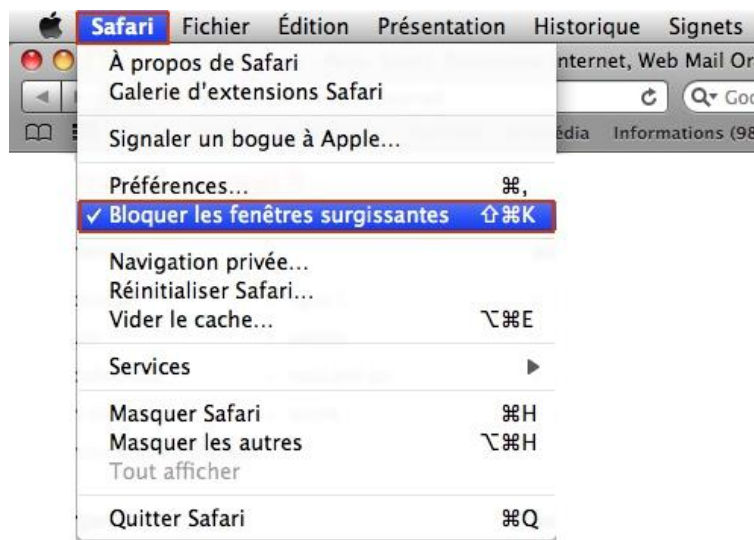 Safari Fichier Édition Présentation Historique Signets
À propos de Safari
nternet, Web Mail Or
Galerie d'extensions Safari
Signaler un bogue à Apple...
édia Informations (98
Préférences... ⌘,
✓ Bloquer les fenêtres surgissantes ⇧⌘K
Navigation privée...
Réinitialiser Safari...
Vider le cache... ⌥⌘E
Services ▶
Masquer Safari ⌘H
Masquer les autres ⌥⌘H
Tout afficher
Quitter Safari ⌘Q